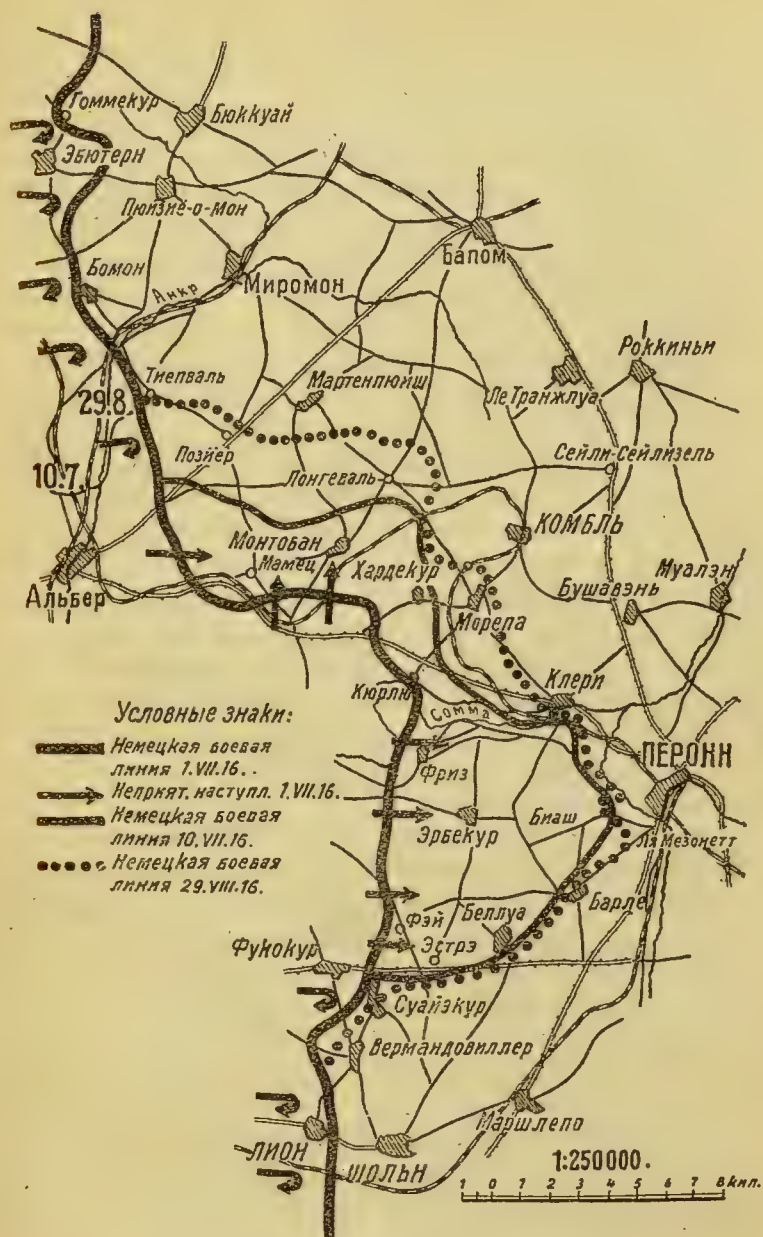 Гоммекур
Бюккуай
Эбютерн
Пюизиё-о-Мон
Бапом
Бомон
Анкр
Миромон
Роккиньи
Тиепваль
Мартенпюиш
Ле Транжлуа
29.8.
Позйер
Сейли-Сейлизель
10.7.
Лонгеваль
КОМБЛЬ
Монтобан
Мамец
Хардекур
Муалэн
Альбер
Бушавэнь
Морепа
Клери
Кюрлю
Сомма
Условные знаки:
Немецкая боевая
линия 1.VII.16..
Неприят. наступл. 1.VII.16.
Немецкая боевая
линия 10.VII.16.
Немецкая боевая
линия 29.VIII.16.
ПЕРОНН
Фриз
Эрбекур
Биаш
Ля Мезонетт
Барле
Беллуа
Фэй
Эстрэ
Фукокур
Суайэкур
Вермандовиллер
Маршлепо
ЛИОН
ШОЛЬН
1:250000.
1 0 1 2 3 4 5 6 7 8 кил.